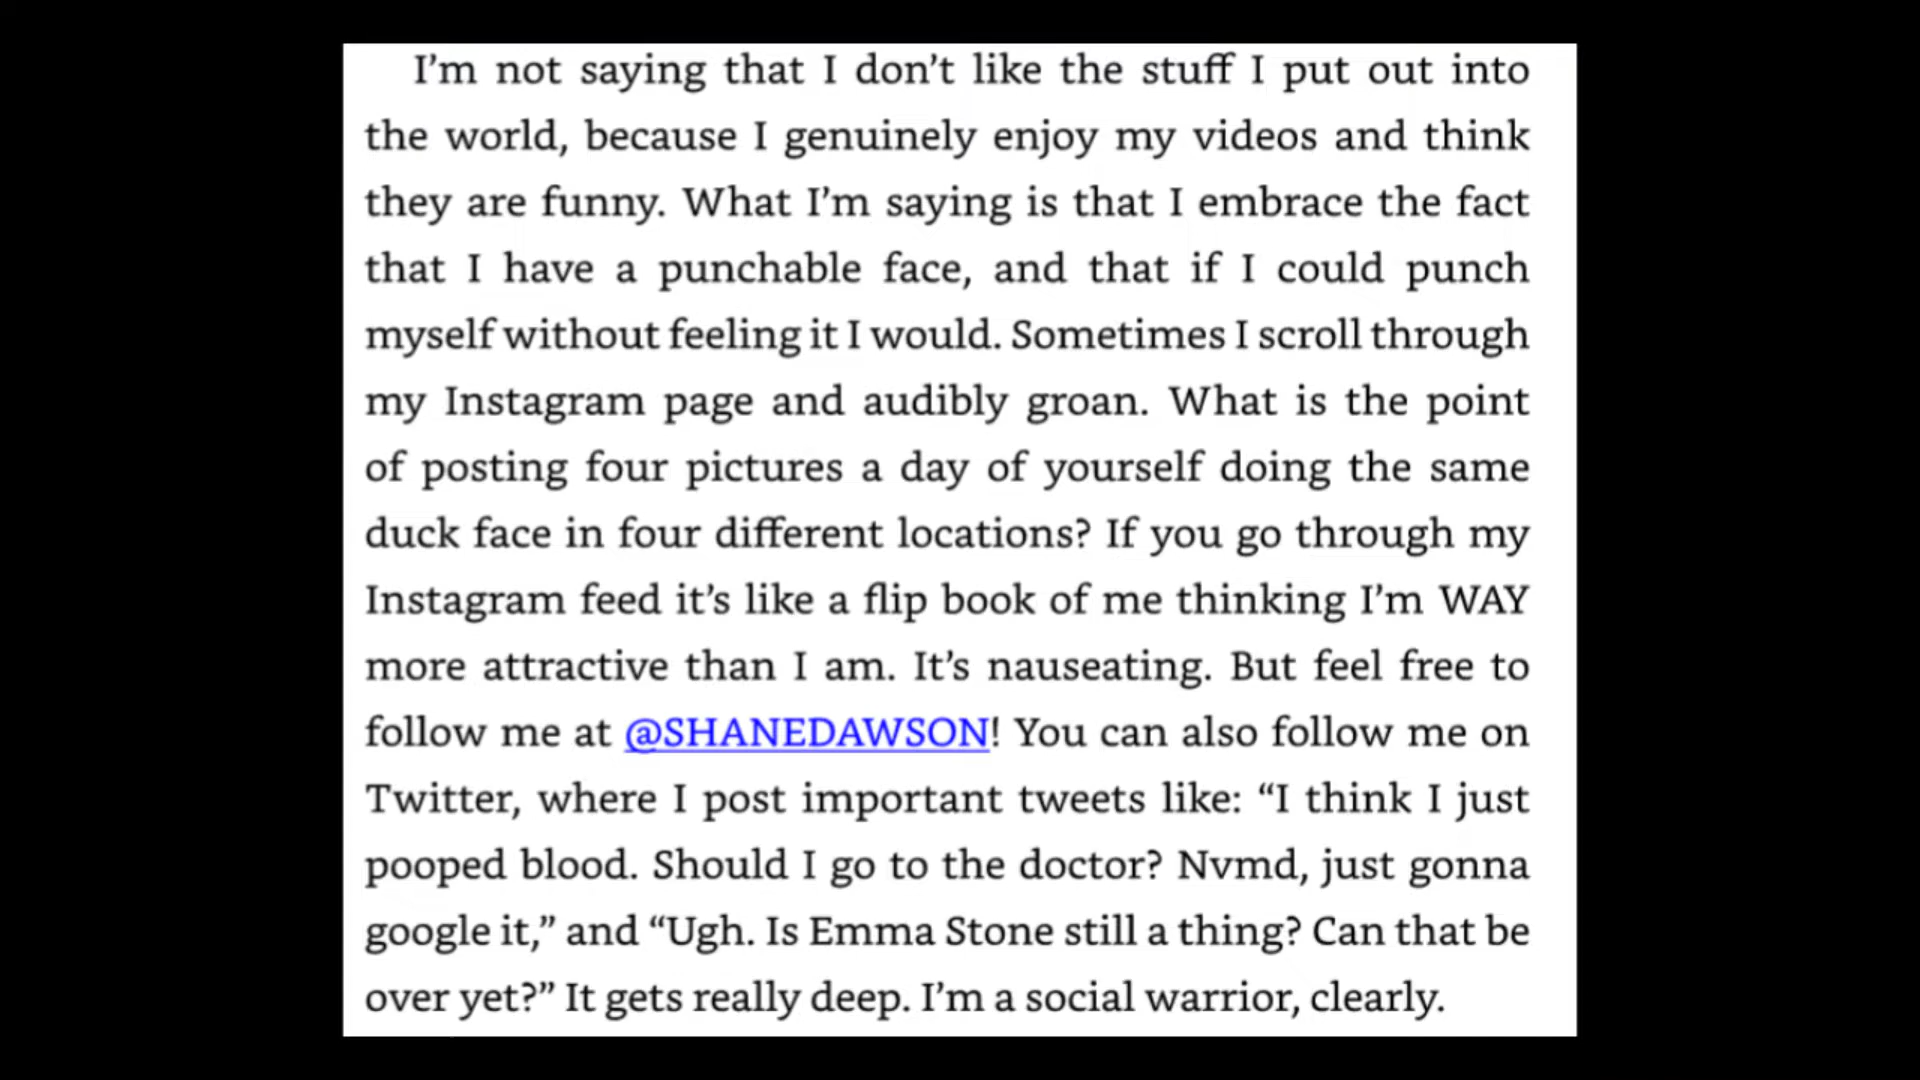 I’m not saying that I don’t like the stuff I put out into
the world, because I genuinely enjoy my videos and think
they are funny. What I’m saying is that I embrace the fact
that I have a punchable face, and that if I could punch
myself without feeling it I would. Sometimes I scroll through
my Instagram page and audibly groan. What is the point
of posting four pictures a day of yourself doing the same
duck face in four different locations? If you go through my
Instagram feed it’s like a flip book of me thinking I’m WAY
more attractive than I am. It’s nauseating. But feel free to
follow me at @SHANEDAWSON! You can also follow me on
Twitter, where I post important tweets like: “I think I just
pooped blood. Should I go to the doctor? Nvmd, just gonna
google it,” and “Ugh. Is Emma Stone still a thing? Can that be
over yet?” It gets really deep. I’m a social warrior, clearly.